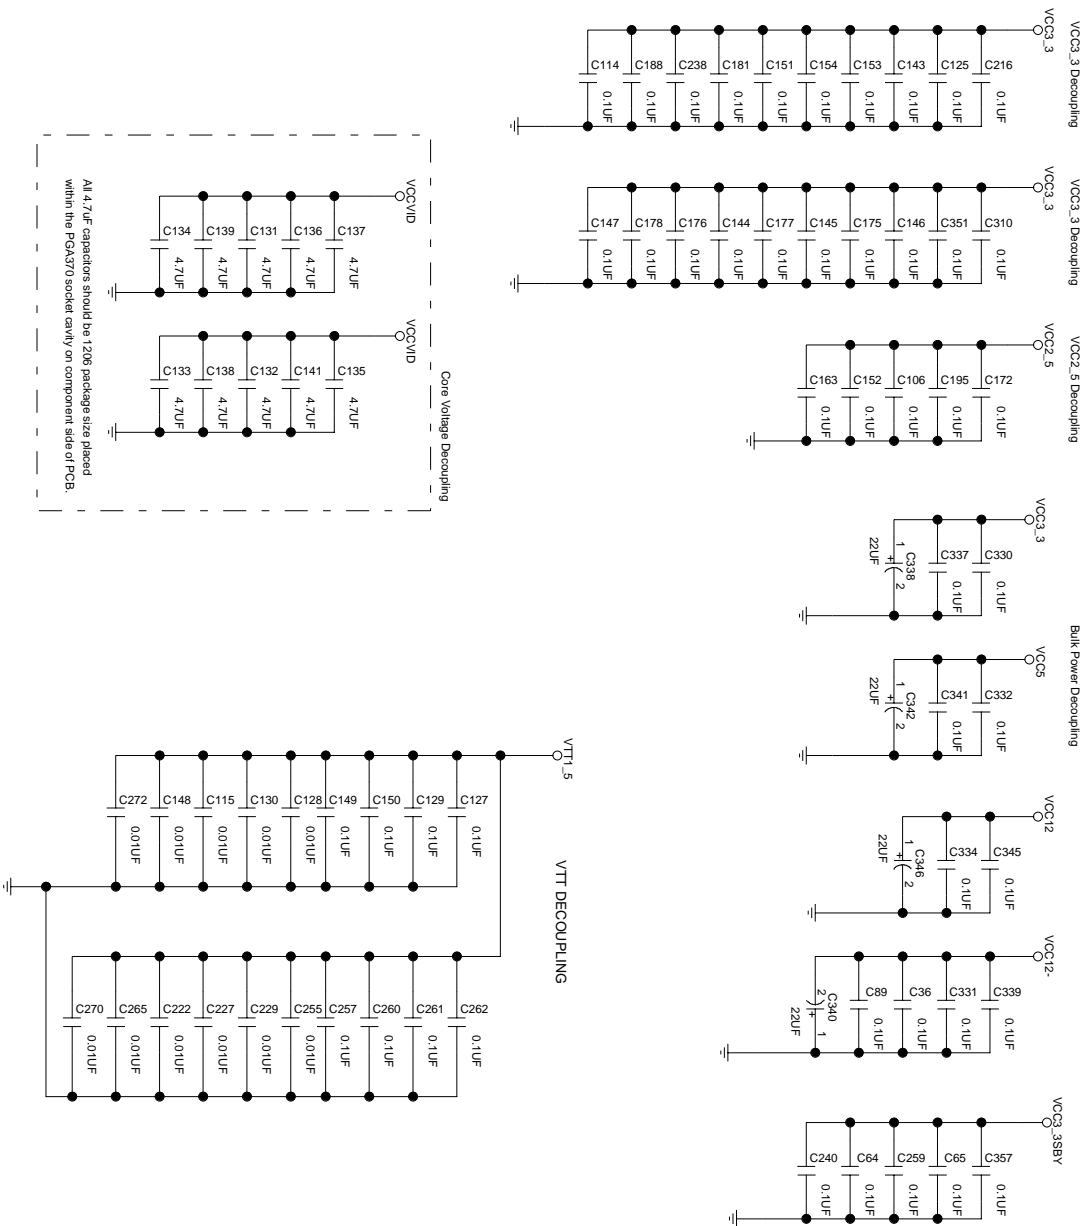 VCC3_3 Decoupling
VCC3_3
C114
C188
C238
C181
C151
C154
C153
C143
C125
C216
0.1UF
0.1UF
0.1UF
0.1UF
0.1UF
0.1UF
0.1UF
0.1UF
0.1UF
0.1UF
VCC3_3 Decoupling
VCC3_3
C147
C178
C176
C144
C177
C145
C175
C146
C351
C310
0.1UF
0.1UF
0.1UF
0.1UF
0.1UF
0.1UF
0.1UF
0.1UF
0.1UF
0.1UF
VCC2_5 Decoupling
VCC2_5
C163
C152
C106
C195
C172
0.1UF
0.1UF
0.1UF
0.1UF
0.1UF
Bulk Power Decoupling
VCC3_3
1
C338
+
2
22UF
C337
C330
0.1UF
0.1UF
VCC5
1
C342
+
2
22UF
C341
C332
0.1UF
0.1UF
VCC12
1
C346
+
2
22UF
C334
C345
0.1UF
0.1UF
VCC12-
2
C340
+
1
22UF
C89
C36
C331
C339
0.1UF
0.1UF
0.1UF
0.1UF
VCC3_3SBY
C240
C64
C259
C65
C357
0.1UF
0.1UF
0.1UF
0.1UF
0.1UF
Core Voltage Decoupling
VCCVID
C134
C139
C131
C136
C137
4.7UF
4.7UF
4.7UF
4.7UF
4.7UF
VCCVID
C133
C138
C132
C141
C135
4.7UF
4.7UF
4.7UF
4.7UF
4.7UF
All 4.7uF capacitors should be 1206 package size placed
within the PGA370 socket cavity on component side of PCB.
VTT DECOUPLING
VTT1_5
C272
C148
C115
C130
C128
C149
C150
C129
C127
0.01UF
0.01UF
0.01UF
0.01UF
0.01UF
0.1UF
0.1UF
0.1UF
0.1UF
C270
C265
C222
C227
C229
C255
C257
C260
C261
C262
0.01UF
0.01UF
0.01UF
0.01UF
0.01UF
0.01UF
0.1UF
0.1UF
0.1UF
0.1UF